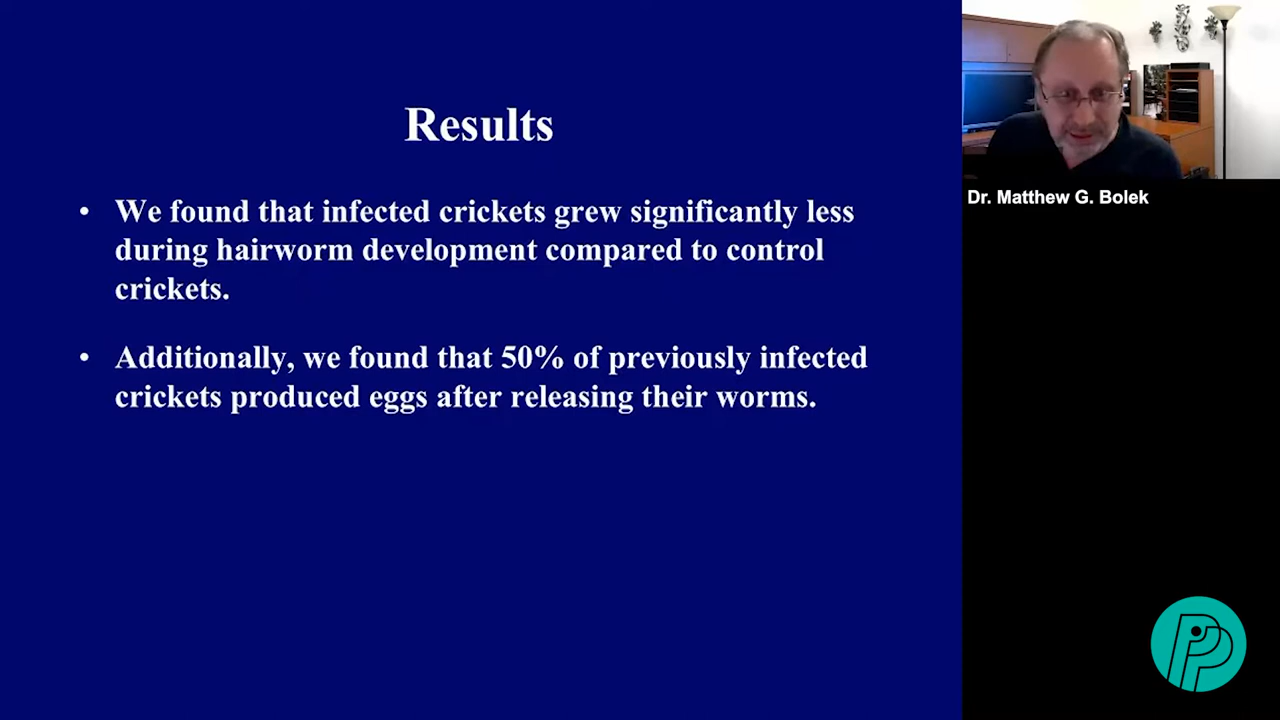 Results
• We found that infected crickets grew significantly less
during hairworm development compared to control
crickets.
• Additionally, we found that 50% of previously infected
crickets produced eggs after releasing their worms.
Dr. Matthew G. Bolek
PP